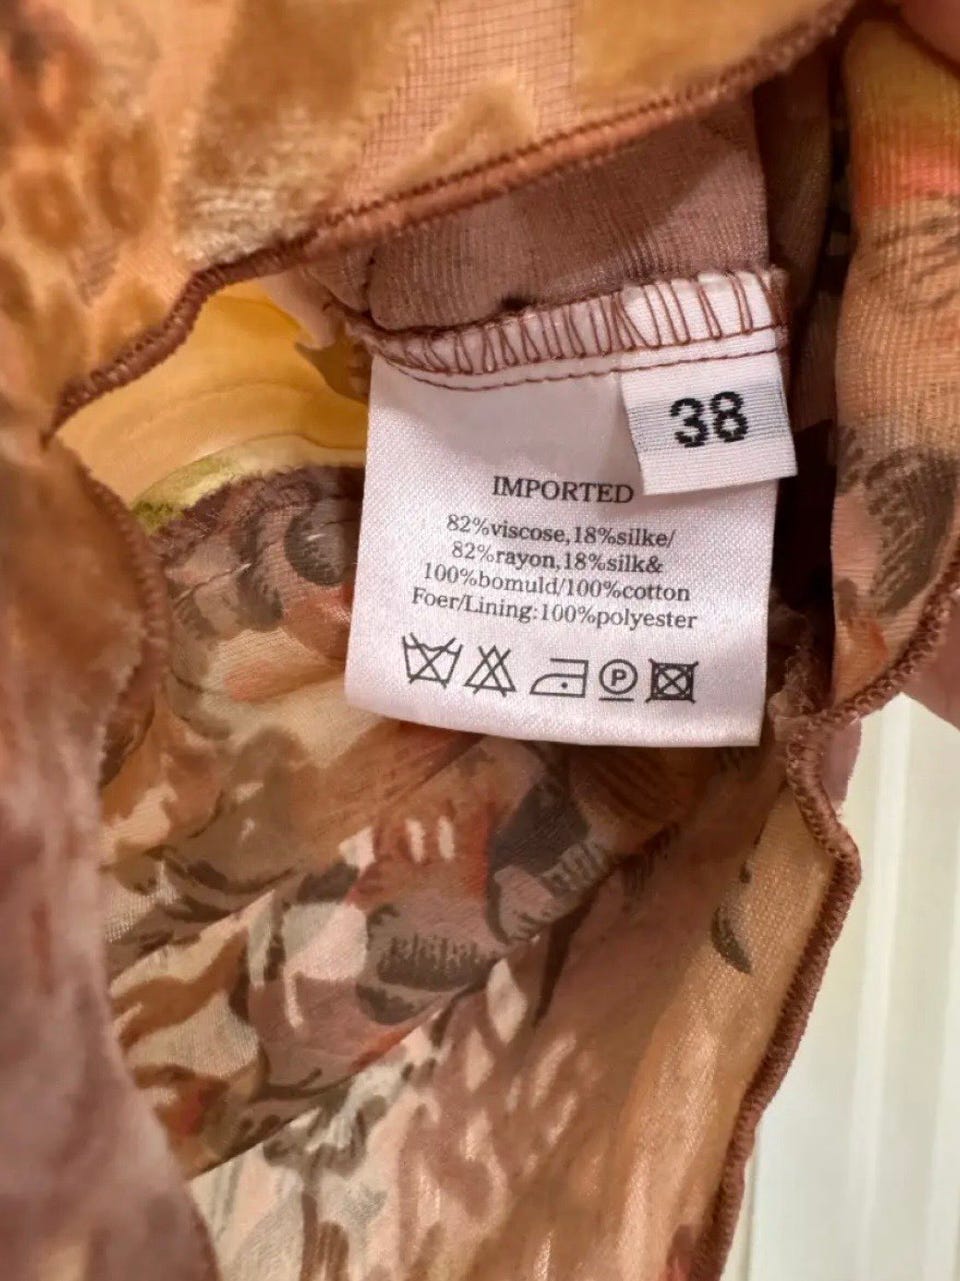 38
IMPORTED
82%viscose,18%silke/
82%rayon,18%silk&
100%bomuld/100%cotton
Foer/Lining:100%polyester
P